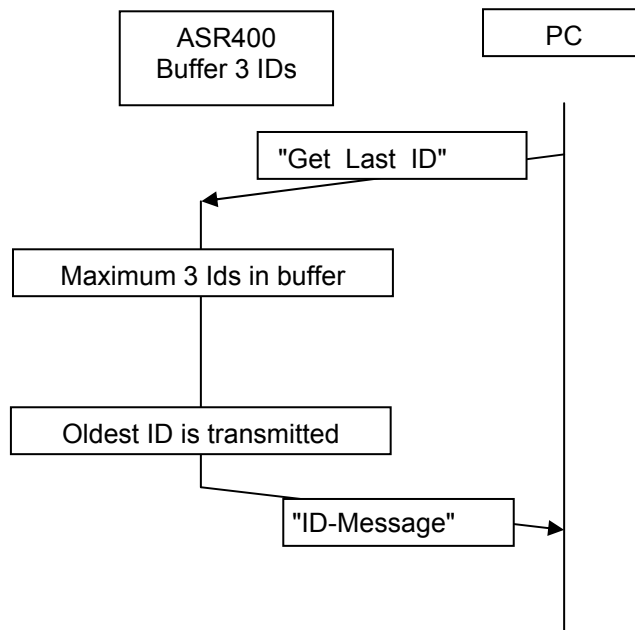 ASR400
Buffer 3 IDs
PC
"Get Last ID"
Maximum 3 Ids in buffer
Oldest ID is transmitted
"ID-Message"